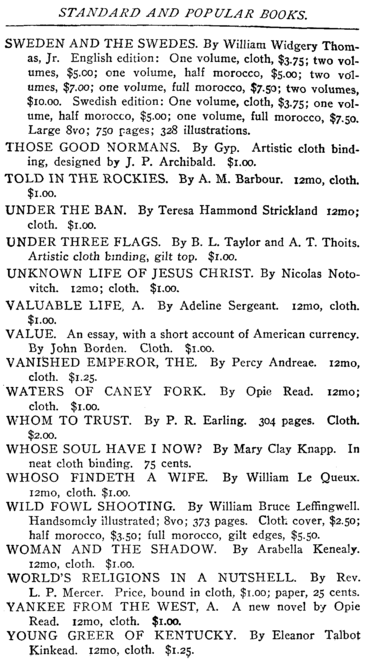 STANDARD AND POPULAR BOOKS.
SWEDEN AND THE SWEDES. By William Widgery Thom-
as, Jr. English edition: One volume, cloth, $3.75; two vol-
umes, $5.00; one volume, half morocco, $5.00; two vol-
umes, $7.00; one volume, full morocco, $7.50; two volumes,
$10.00. Swedish edition: One volume, cloth, $3.75; one vol-
ume, half morocco, $5.00; one volume, full morocco, $7.50.
Large 8vo; 750 pages; 328 illustrations.
THOSE GOOD NORMANS. By Gyp. Artistic cloth bind-
ing, designed by J. P. Archibald. $1.00.
TOLD IN THE ROCKIES. By A. M. Barbour. 12mo, cloth.
$1.00.
UNDER THE BAN. By Teresa Hammond Strickland 12mo;
cloth. $1.00.
UNDER THREE FLAGS. By B. L. Taylor and A. T. Thoits.
Artistic cloth binding, gilt top. $1.00.
UNKNOWN LIFE OF JESUS CHRIST. By Nicolas Noto-
vitch. 12mo; cloth. $1.00.
VALUABLE LIFE, A. By Adeline Sergeant. 12mo, cloth.
$1.00.
VALUE. An essay, with a short account of American currency.
By John Borden. Cloth. $1.00.
VANISHED EMPEROR, THE. By Percy Andreae. 12mo,
cloth. $1.25.
WATERS OF CANEY FORK. By Opie Read. 12mo;
cloth. $1.00.
WHOM TO TRUST. By P. R. Earling. 304 pages. Cloth.
$2.00.
WHOSE SOUL HAVE I NOW? By Mary Clay Knapp. In
neat cloth binding. 75 cents.
WHOSO FINDETH A WIFE. By William Le Queux.
12mo, cloth. $1.00.
WILD FOWL SHOOTING. By William Bruce Leffingwell.
Handsomely illustrated; 8vo; 373 pages. Cloth cover, $2.50;
half morocco, $3.50; full morocco, gilt edges, $5.50.
WOMAN AND THE SHADOW. By Arabella Kenealy.
12mo, cloth. $1.00.
WORLD'S RELIGIONS IN A NUTSHELL. By Rev.
L. P. Mercer. Price, bound in cloth, $1.00; paper, 25 cents.
YANKEE FROM THE WEST, A. A new novel by Opie
Read. 12mo, cloth. $1.00.
YOUNG GREER OF KENTUCKY. By Eleanor Talbot
Kinkead. 12mo, cloth. $1.25.